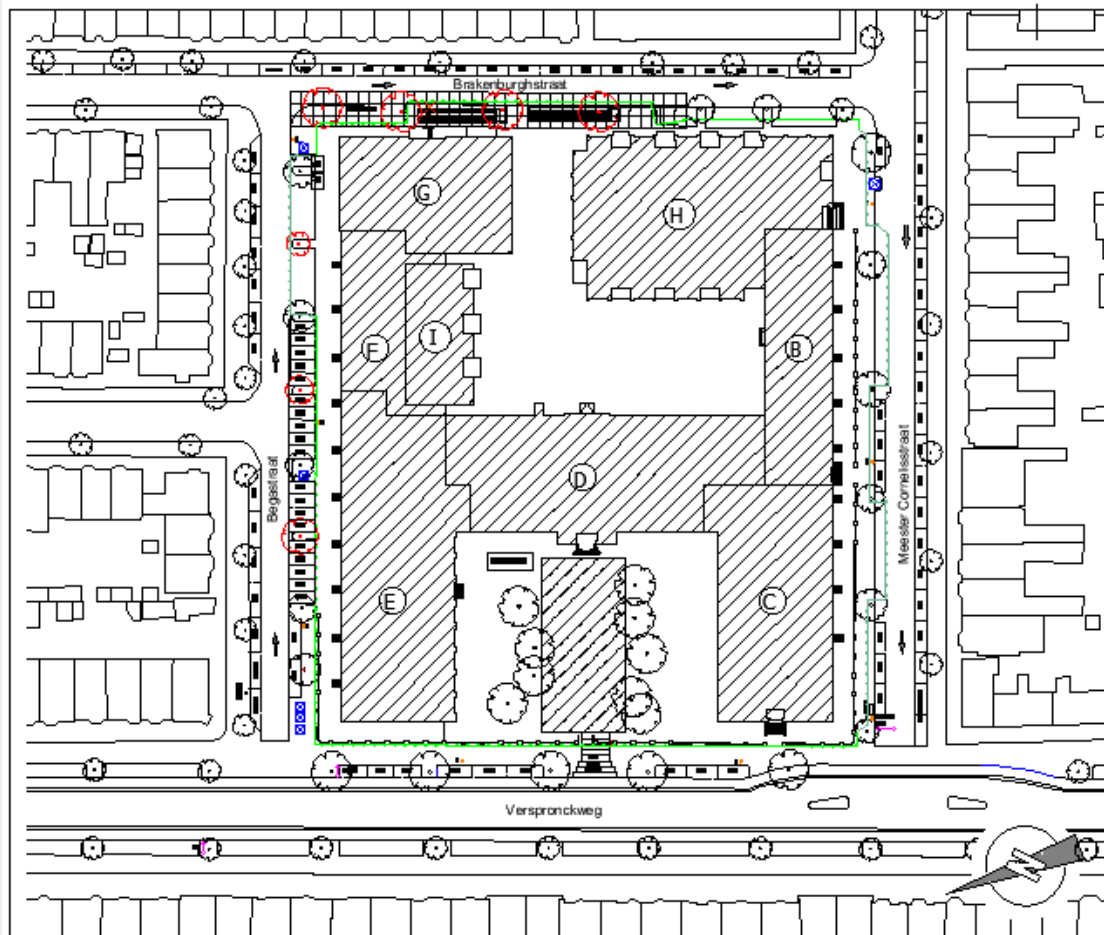 Brakenburghstraat
G
H
I
F
B
Begastraat
D
Meester Cornelisstraat
E
C
Verspronckweg
N